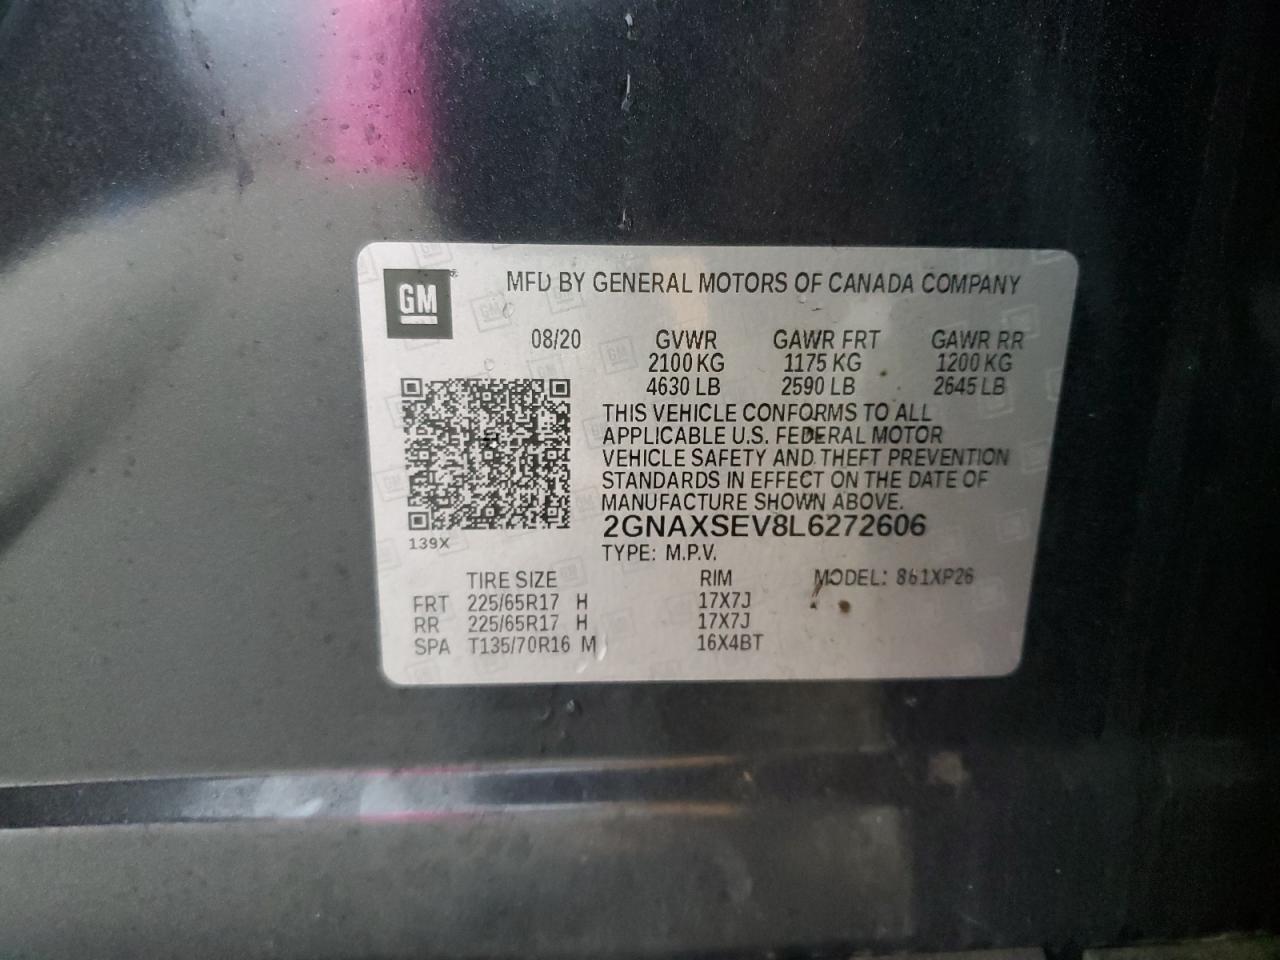 GM
MFD BY GENERAL MOTORS OF CANADA COMPANY
08/20 GVWR GAWR FRT GAWR RR
2100 KG 1175 KG 1200 KG
4630 LB 2590 LB 2645 LB
THIS VEHICLE CONFORMS TO ALL
APPLICABLE U.S. FEDERAL MOTOR
VEHICLE SAFETY AND THEFT PREVENTION
STANDARDS IN EFFECT ON THE DATE OF
MANUFACTURE SHOWN ABOVE.
2GNAXSEV8L6272606
139X
TYPE: M.P.V.
TIRE SIZE RIM MODEL: 861XP26
FRT 225/65R17 H 17X7J
RR 225/65R17 H 17X7J
SPA T135/70R16 M 16X4BT